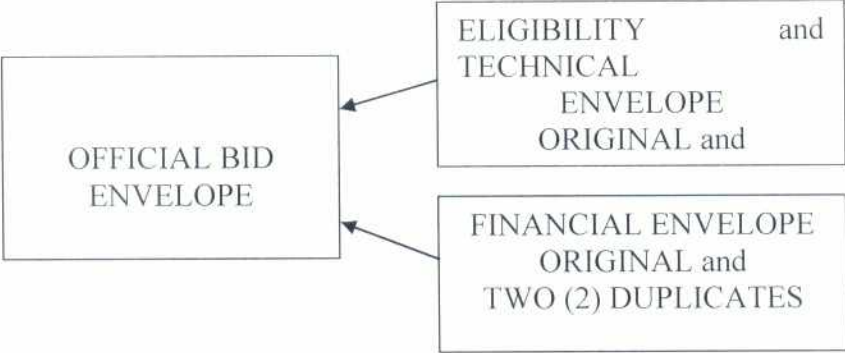 OFFICIAL BID
ENVELOPE
ELIGIBILITY and
TECHNICAL
ENVELOPE
ORIGINAL and
FINANCIAL ENVELOPE
ORIGINAL and
TWO (2) DUPLICATES